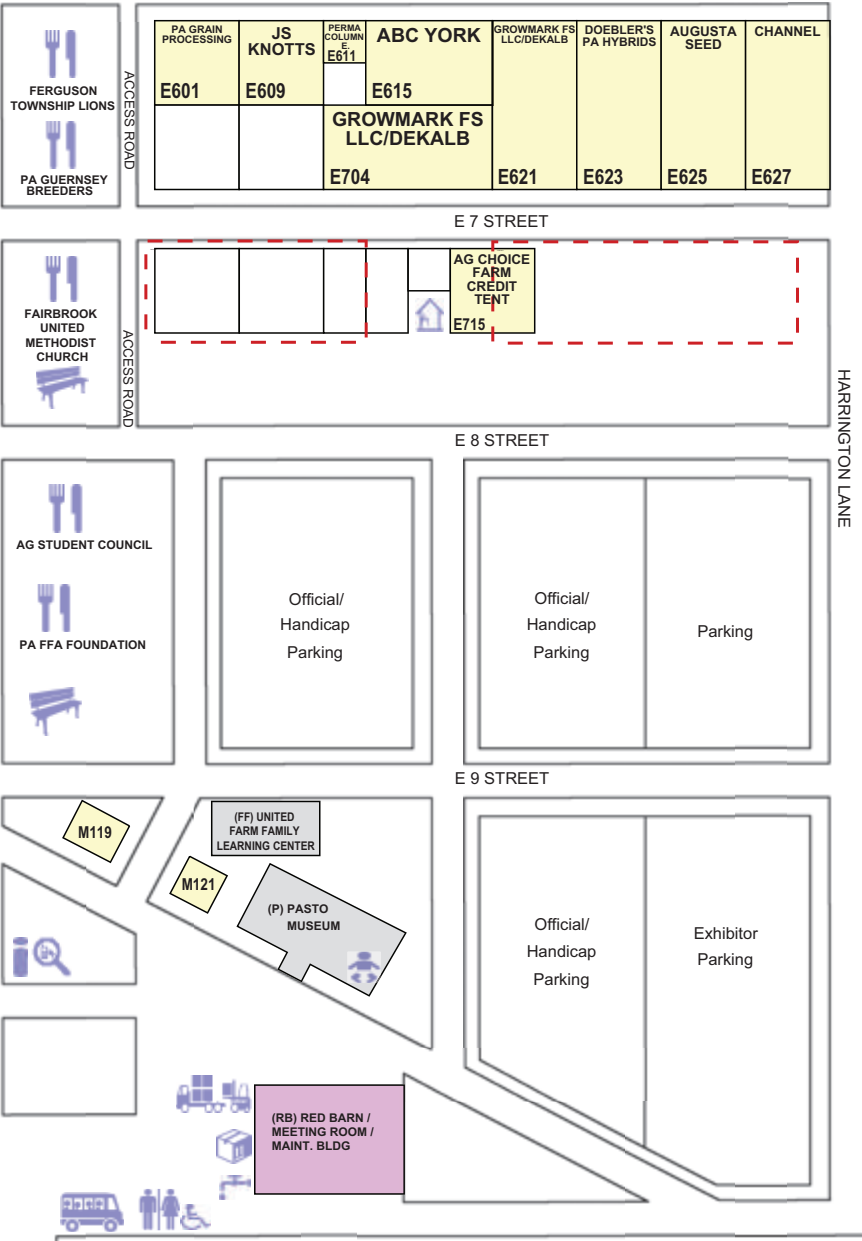 FERGUSON
TOWNSHIP LIONS
PA GUERNSEY
BREEDERS
ACCESS ROAD
PA GRAIN
PROCESSING
E601
JS
KNOTTS
E609
PERMA
COLUMN
E.
E611
ABC YORK
E615
GROWMARK FS
LLC/DEKALB
E704
GROWMARK FS
LLC/DEKALB
E621
DOEBLER'S
PA HYBRIDS
E623
AUGUSTA
SEED
E625
CHANNEL
E627
E 7 STREET
FAIRBROOK
UNITED
METHODIST
CHURCH
ACCESS ROAD
AG CHOICE
FARM
CREDIT
TENT
E715
HARRINGTON LANE
E 8 STREET
AG STUDENT COUNCIL
PA FFA FOUNDATION
Official/
Handicap
Parking
Official/
Handicap
Parking
Parking
E 9 STREET
M119
(FF) UNITED
FARM FAMILY
LEARNING CENTER
M121
(P) PASTO
MUSEUM
Official/
Handicap
Parking
Exhibitor
Parking
(RB) RED BARN /
MEETING ROOM /
MAINT. BLDG